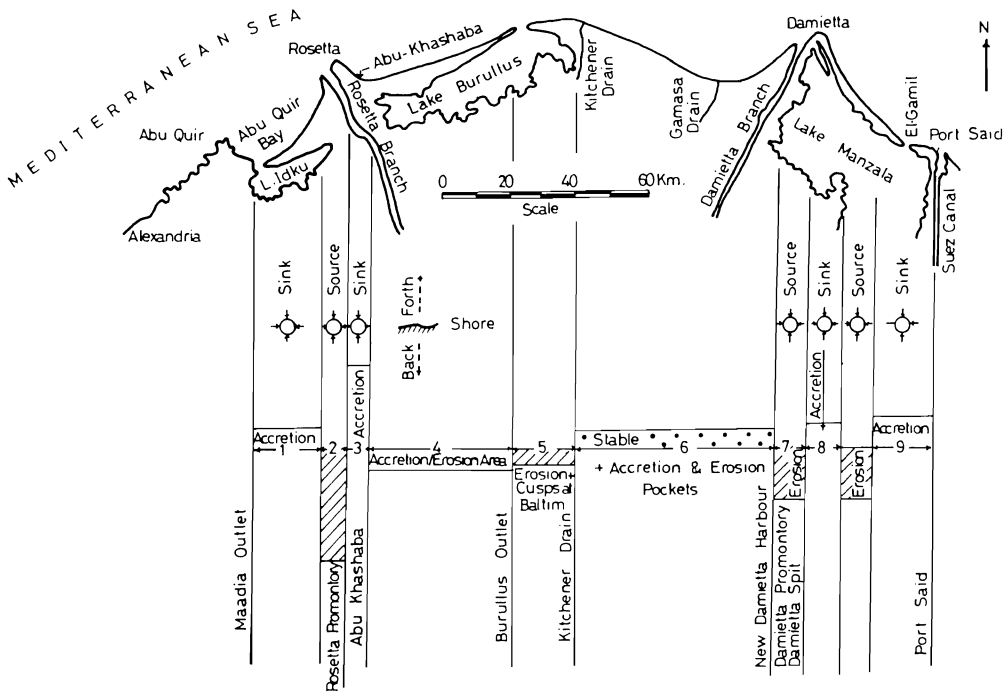 MEDITERRANEAN SEA
N
Rosetta
Abu-Khashaba
Damietta
Abu Quir
Abu Quir
Bay
L.Idku
Alexandria
Rosetta
Branch
Lake Burullus
Kitchener
Drain
Gamasa
Drain
Damietta Branch
Lake Manzala
El-Gamil
Port Said
Suez Canal
0 20 40 60 Km.
Scale
Sink
Source
Sink
Source
Sink
Source
Sink
Forth
Shore
Back
Accretion
Accretion
Accretion
Accretion
Stable
1
2
3
4
5
6
7
8
9
Accretion/Erosion Area
Erosion+
Cusps at
Baltim
+ Accretion & Erosion
Pockets
Erosion
Erosion
Maadia Outlet
Rosetta Promontory
Abu Khashaba
Burullus Outlet
Kitchener Drain
New Damietta Harbour
Damietta Promontory
Damietta Spit
Port Said